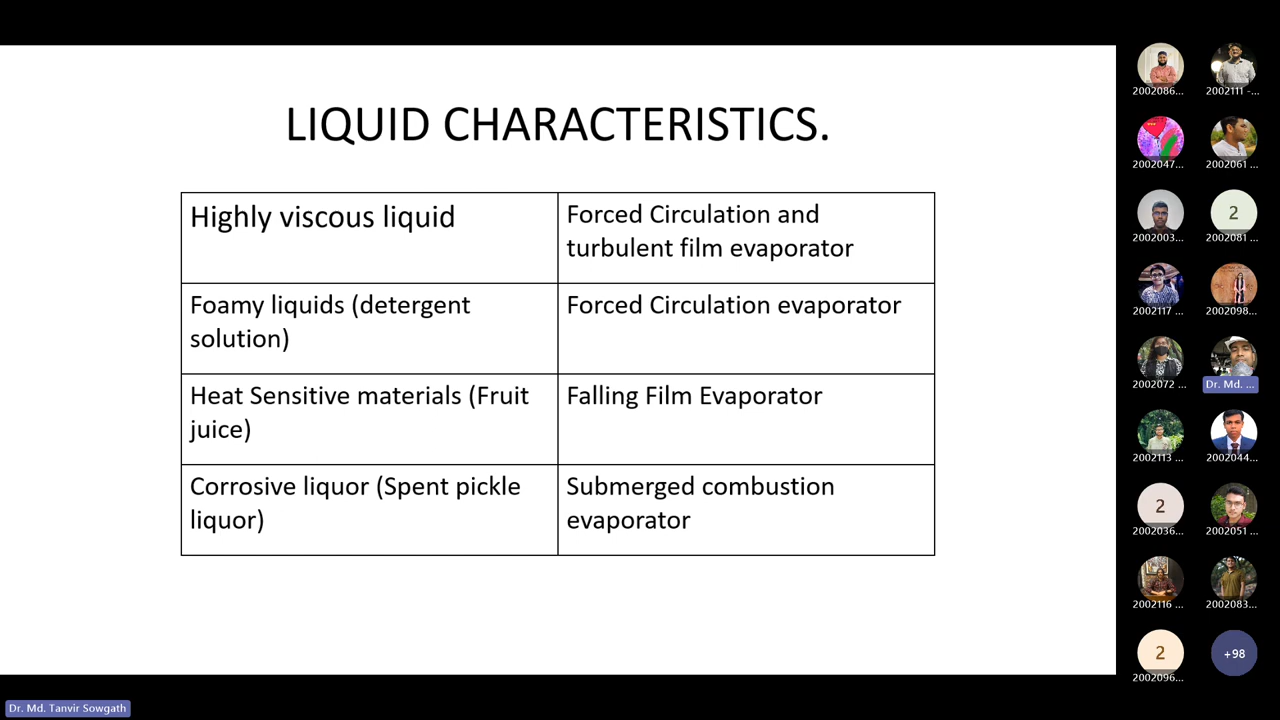 LIQUID CHARACTERISTICS.
Highly viscous liquid
Forced Circulation and
turbulent film evaporator
Foamy liquids (detergent
solution)
Forced Circulation evaporator
Heat Sensitive materials (Fruit
juice)
Falling Film Evaporator
Corrosive liquor (Spent pickle
liquor)
Submerged combustion
evaporator
2002086...
2002111 -...
2002047...
2002061 ...
2002003...
2
2002081 ...
2002117 ...
2002098...
2002072 ...
Dr. Md. ...
2002113 ...
2002044...
2
2002036...
2002051 ...
2002116 ...
2002083...
2
2002096...
+98
Dr. Md. Tanvir Sowgath